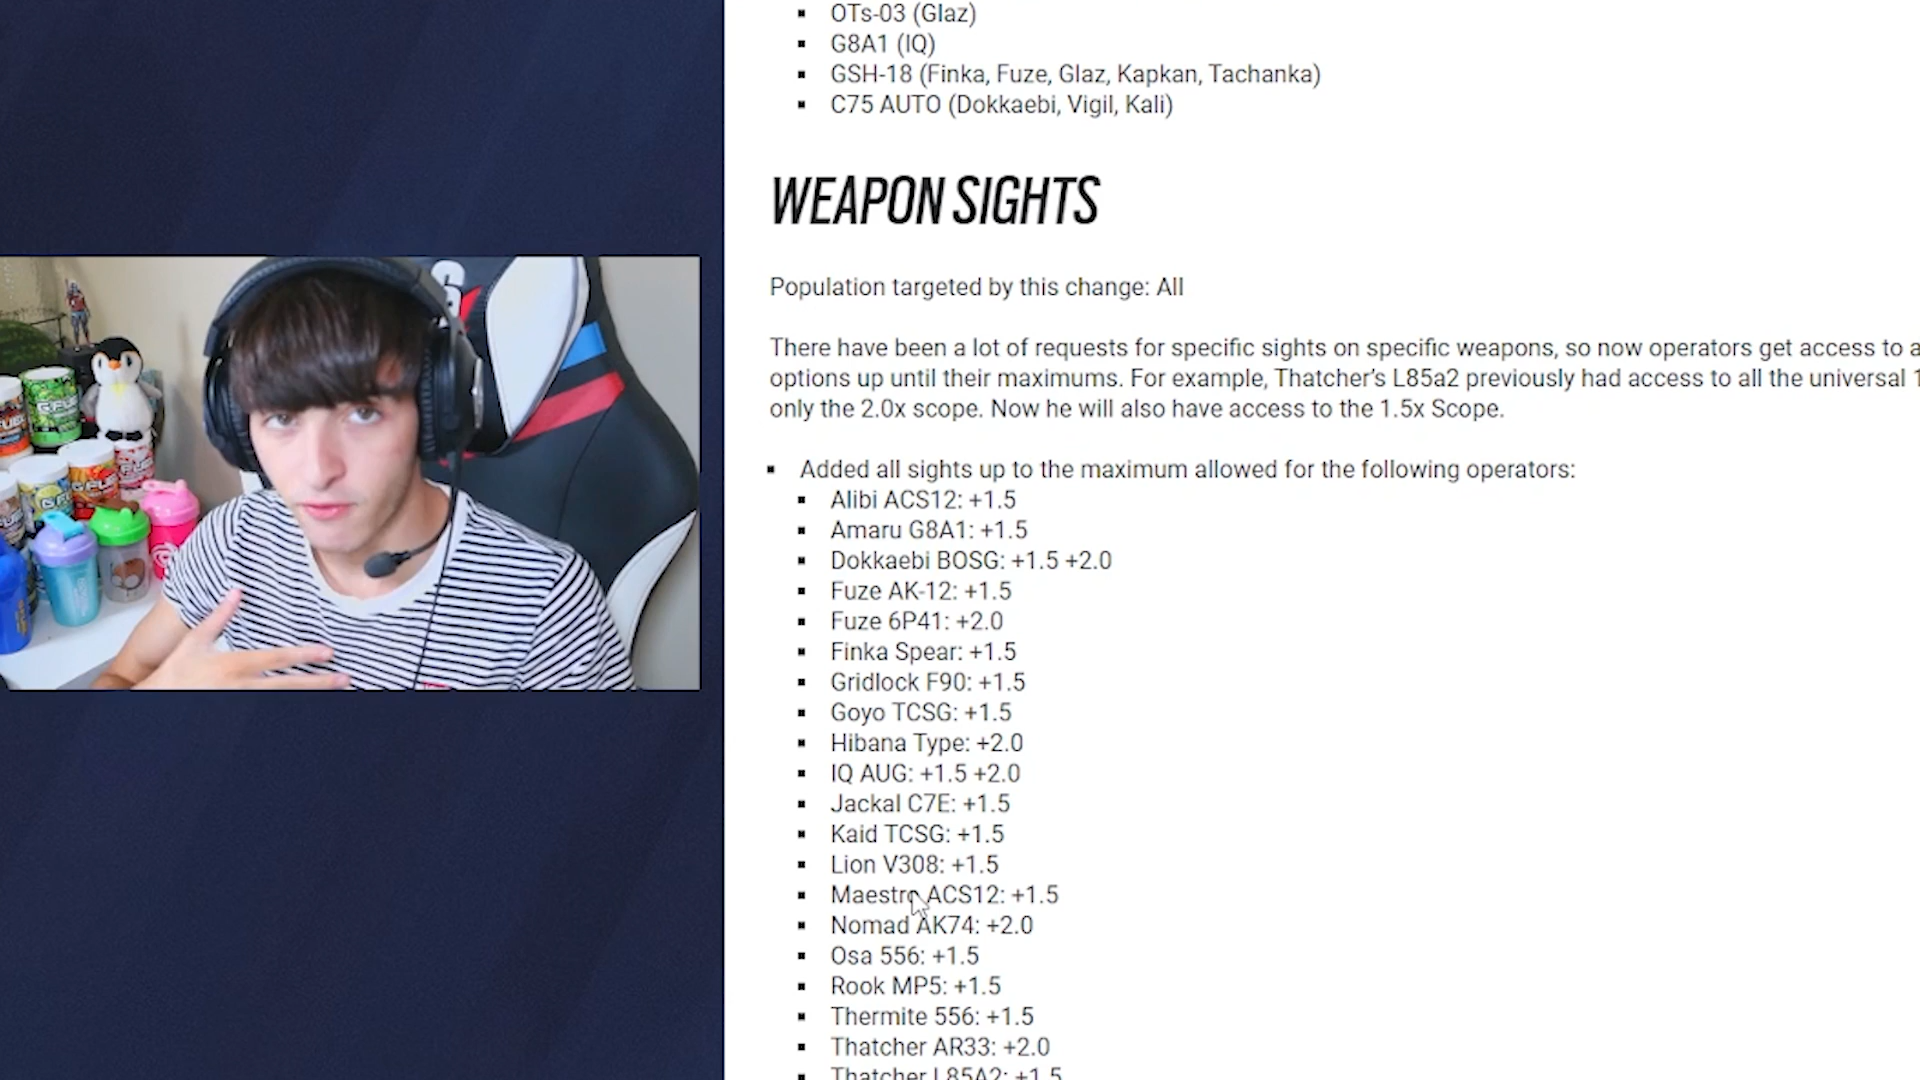 OTs-03 (Glaz)
G8A1 (IQ)
GSH-18 (Finka, Fuze, Glaz, Kapkan, Tachanka)
C75 AUTO (Dokkaebi, Vigil, Kali)
WEAPON SIGHTS
Population targeted by this change: All
There have been a lot of requests for specific sights on specific weapons, so now operators get access to a
options up until their maximums. For example, Thatcher's L85a2 previously had access to all the universal 1
only the 2.0x scope. Now he will also have access to the 1.5x Scope.
Added all sights up to the maximum allowed for the following operators:
Alibi ACS12: +1.5
Amaru G8A1: +1.5
Dokkaebi BOSG: +1.5 +2.0
Fuze AK-12: +1.5
Fuze 6P41: +2.0
Finka Spear: +1.5
Gridlock F90: +1.5
Goyo TCSG: +1.5
Hibana Type: +2.0
IQ AUG: +1.5 +2.0
Jackal C7E: +1.5
Kaid TCSG: +1.5
Lion V308: +1.5
Maestro ACS12: +1.5
Nomad AK74: +2.0
Osa 556: +1.5
Rook MP5: +1.5
Thermite 556: +1.5
Thatcher AR33: +2.0
Thatcher L85A2: +1.5